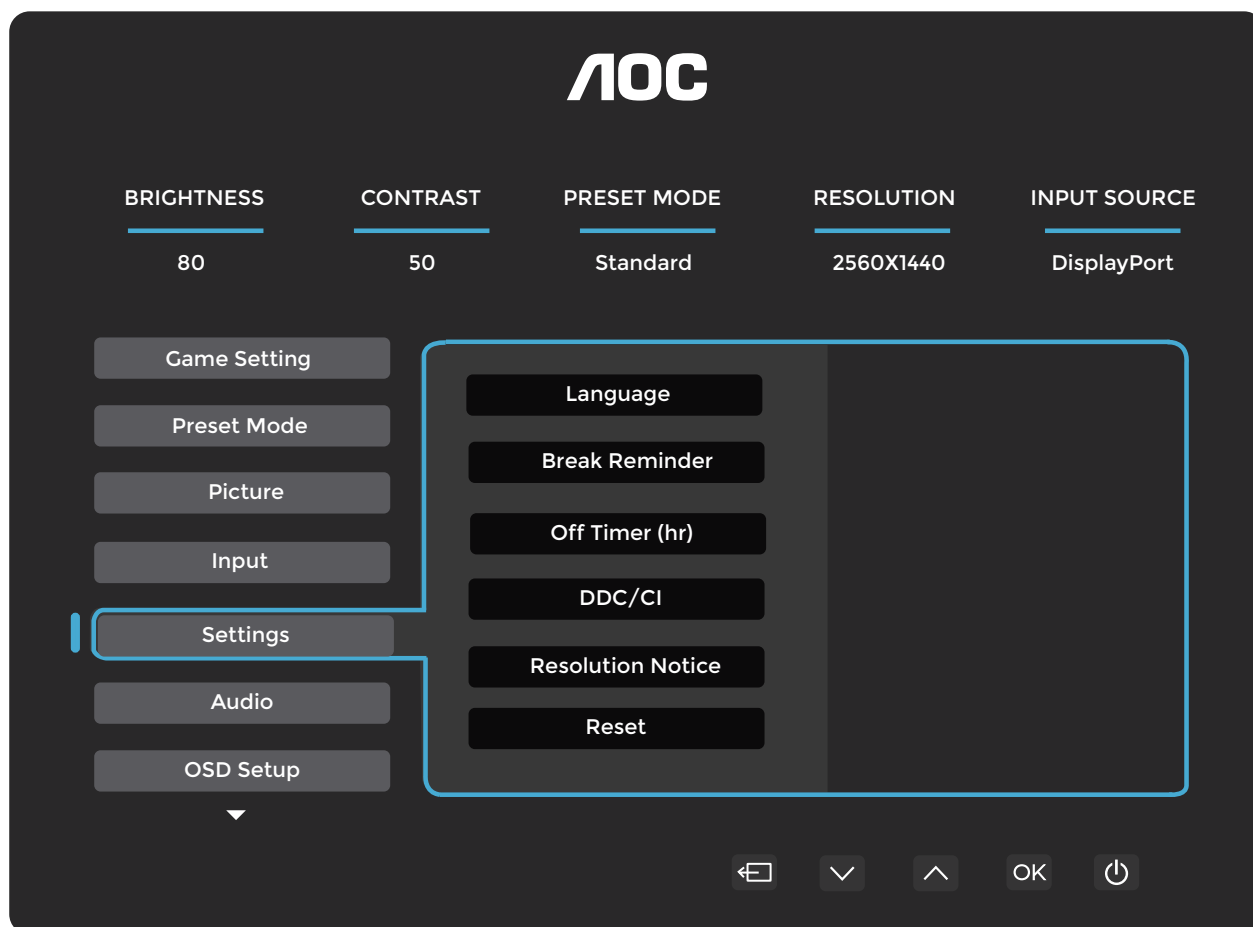 AOC
BRIGHTNESS CONTRAST PRESET MODE RESOLUTION INPUT SOURCE
80 50 Standard 2560X1440 DisplayPort
Game Setting
Preset Mode
Picture
Input
Settings
Audio
OSD Setup
Language
Break Reminder
Off Timer (hr)
DDC/CI
Resolution Notice
Reset
OK